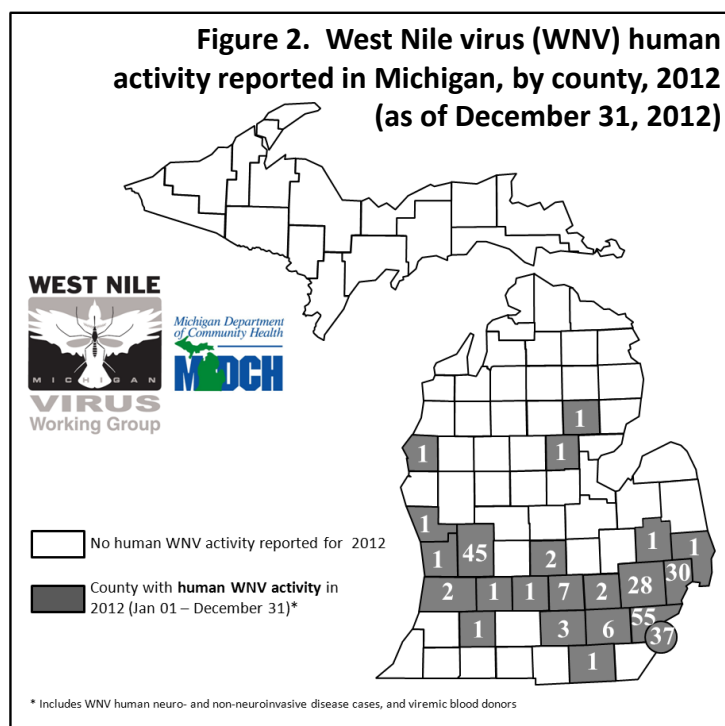 Figure 2.  West Nile virus (WNV) human
activity reported in Michigan, by county, 2012
(as of December 31, 2012)
WEST NILE
MICHIGAN
VIRUS
Working Group
Michigan Department
of Community Health
MDCH
1
1
1
1
1
45
2
1
1
30
2
1
1
7
2
28
1
3
6
55
37
1
No human WNV activity reported for 2012
County with human WNV activity in
2012 (Jan 01 – December 31)*
* Includes WNV human neuro- and non-neuroinvasive disease cases, and viremic blood donors